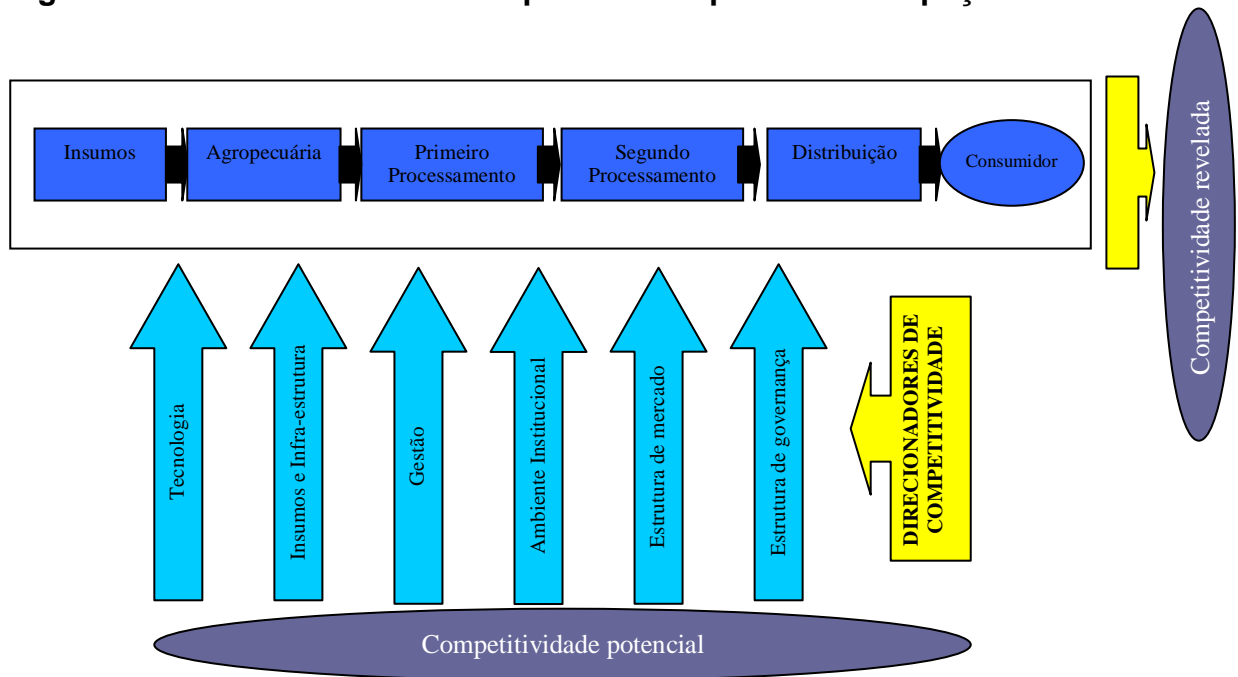 Insumos
Agropecuária
Primeiro
Processamento
Segundo
Processamento
Distribuição
Consumidor
Competitividade revelada
Tecnologia
Insumos e Infra-estrutura
Gestão
Ambiente Institucional
Estrutura de mercado
Estrutura de governança
DIRECIONADORES DE
COMPETITIVIDADE
Competitividade potencial